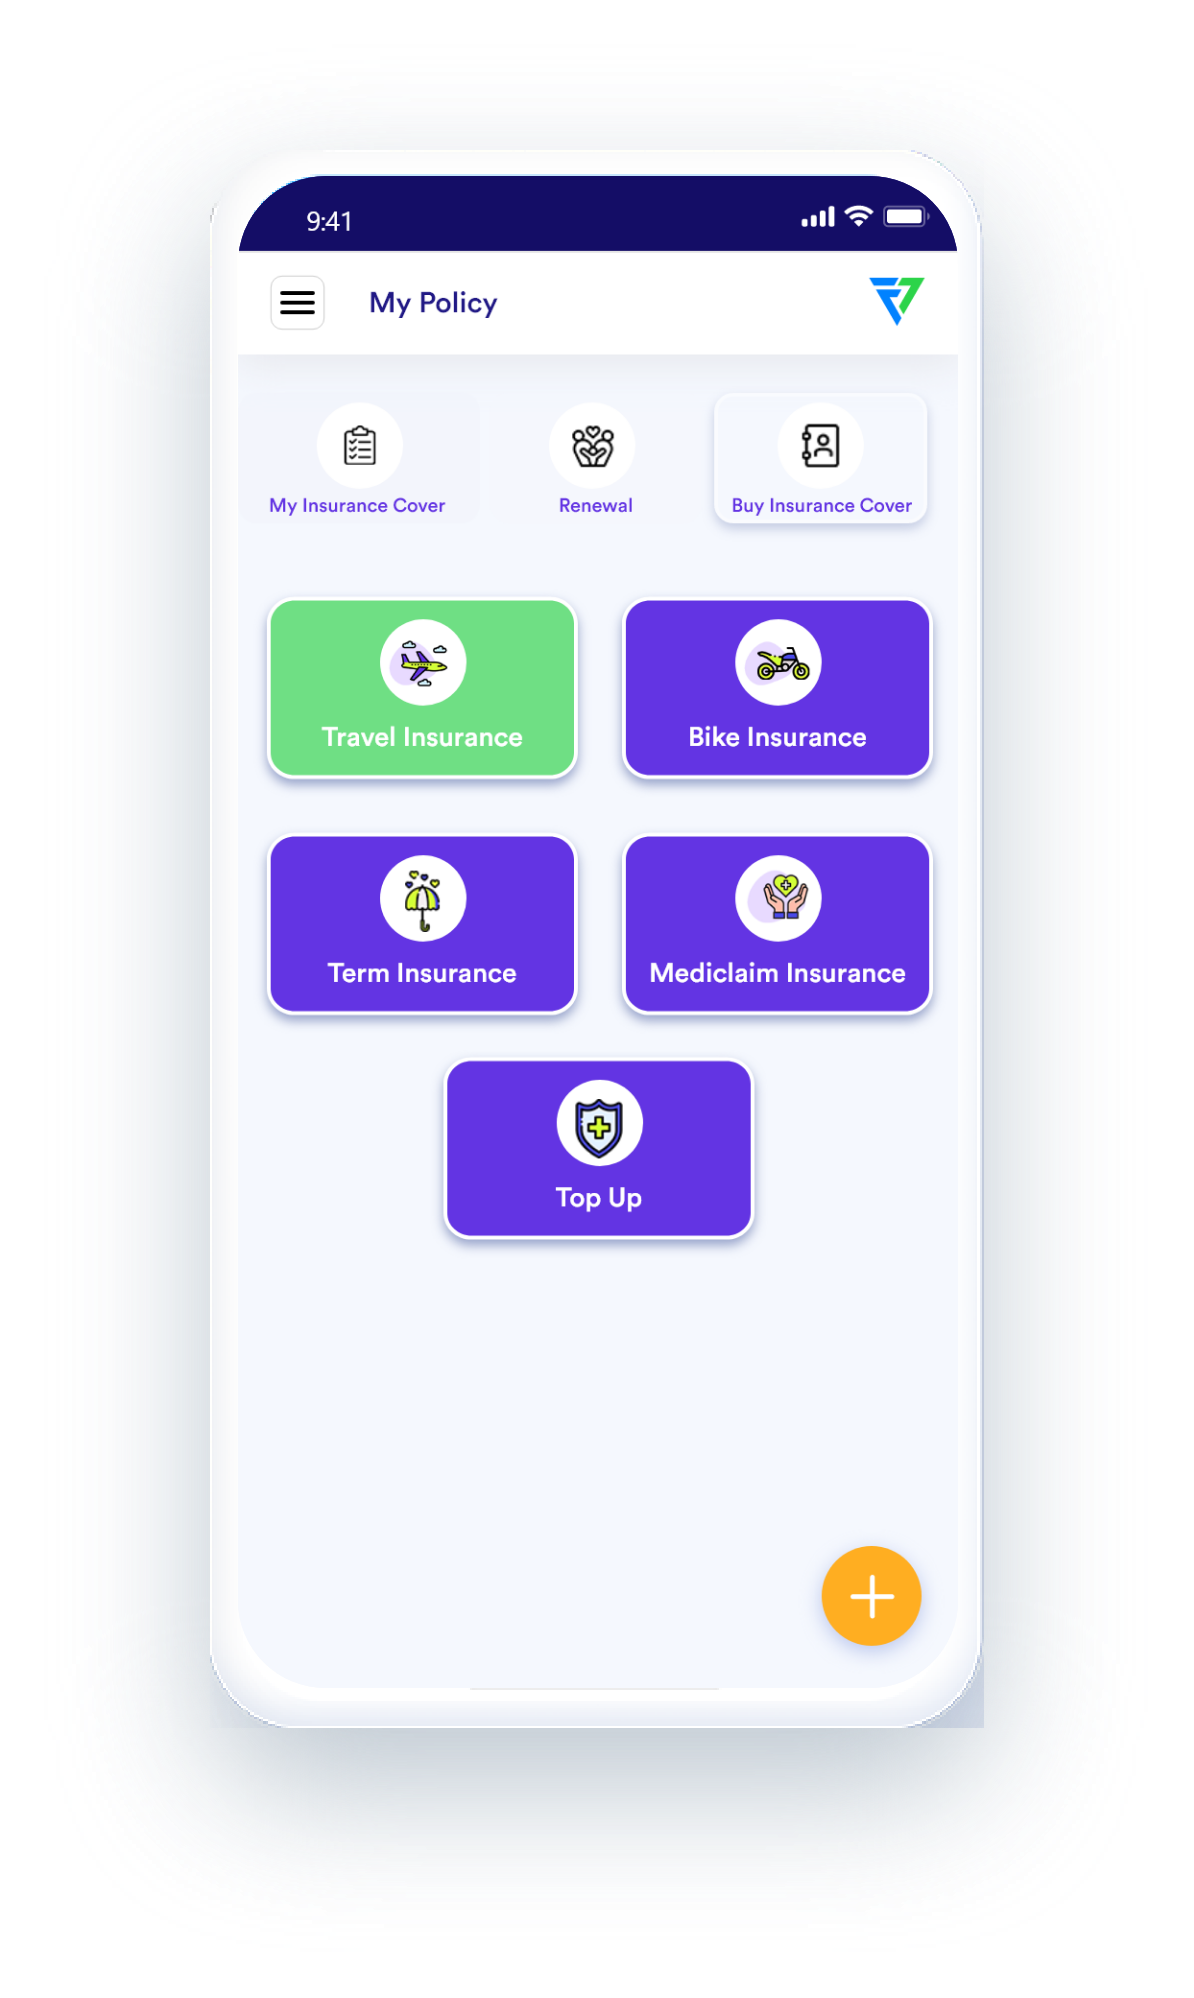 9:41
My Policy
My Insurance Cover
Renewal
Buy Insurance Cover
Travel Insurance
Bike Insurance
Term Insurance
Mediclaim Insurance
Top Up